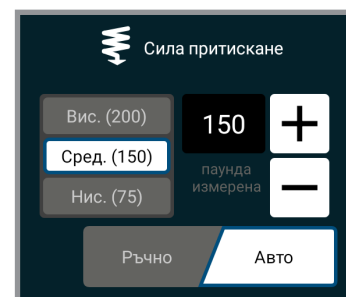 Сила притискане
Вис. (200)
Сред. (150)
Нис. (75)
150
паунда
измерена
Ръчно
Авто